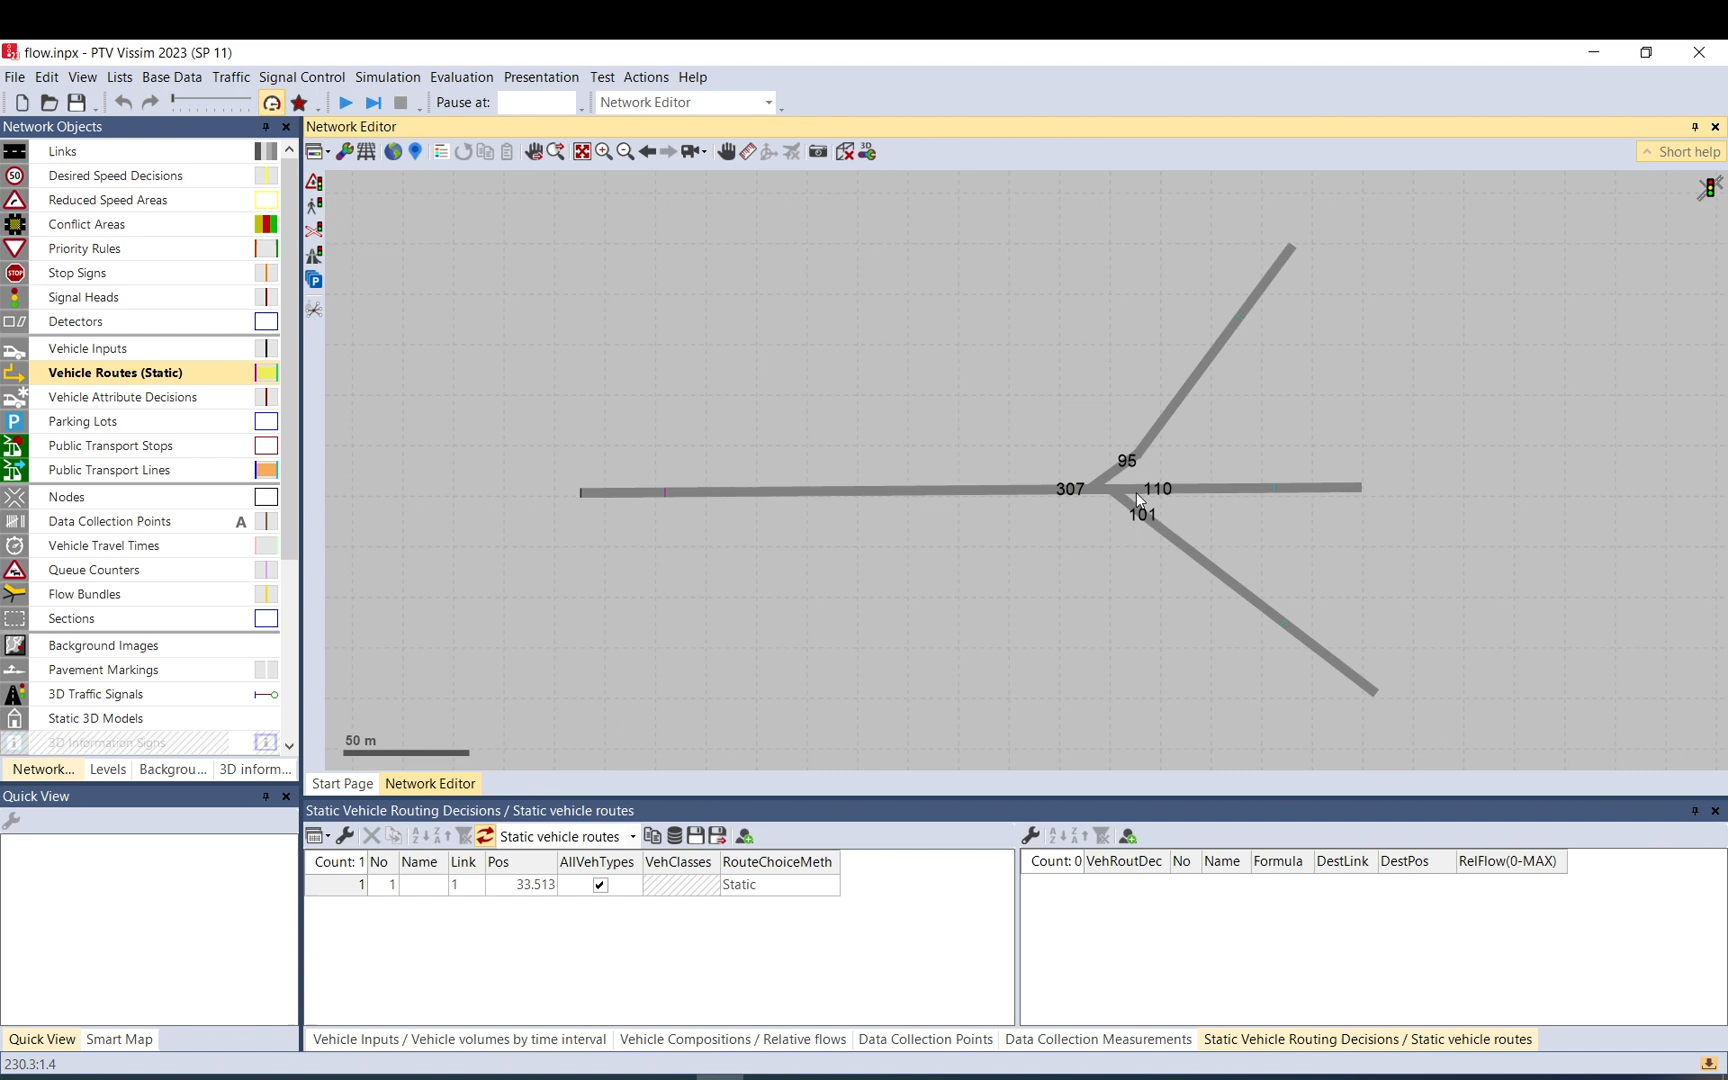 flow.inpx - PTV Vissim 2023 (SP 11)
File Edit View Lists Base Data Traffic Signal Control Simulation Evaluation Presentation Test Actions Help
Pause at: Network Editor
Network Objects
Network Editor
Short help
Links
50 Desired Speed Decisions
Reduced Speed Areas
Conflict Areas
Priority Rules
STOP Stop Signs
Signal Heads
Detectors
Vehicle Inputs
Vehicle Routes (Static)
Vehicle Attribute Decisions
P Parking Lots
Public Transport Stops
Public Transport Lines
Nodes
Data Collection Points A
Vehicle Travel Times
Queue Counters
Flow Bundles
Sections
Background Images
Pavement Markings
3D Traffic Signals
Static 3D Models
3D Information Signs
Network... Levels Backgrou... 3D inform...
3D
P
95
307 110
101
50 m
Start Page Network Editor
Quick View
Quick View Smart Map
Static Vehicle Routing Decisions / Static vehicle routes
Static vehicle routes
Count: 1 No Name Link Pos AllVehTypes VehClasses RouteChoiceMeth
1 1 1 33.513 Static
Count: 0 VehRoutDec No Name Formula DestLink DestPos RelFlow(0-MAX)
Vehicle Inputs / Vehicle volumes by time interval Vehicle Compositions / Relative flows Data Collection Points Data Collection Measurements Static Vehicle Routing Decisions / Static vehicle routes
230.3:1.4